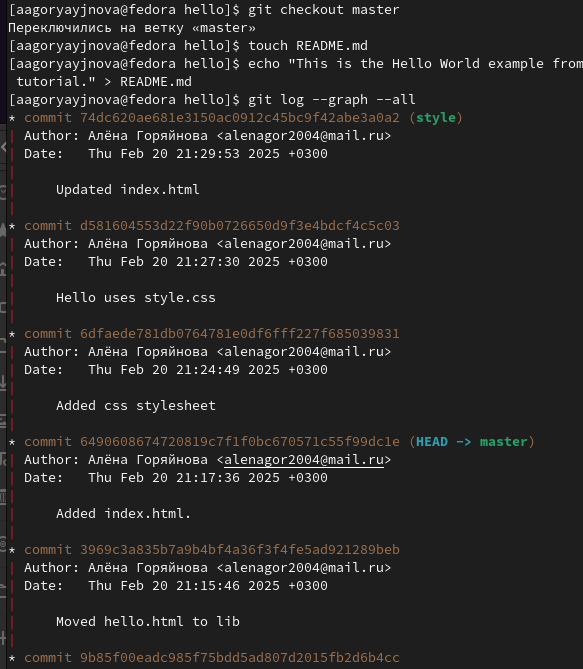 [aagoryayjnova@fedora hello]$ git checkout master
Переключились на ветку «master»
[aagoryayjnova@fedora hello]$ touch README.md
[aagoryayjnova@fedora hello]$ echo "This is the Hello World example from
 tutorial." > README.md
[aagoryayjnova@fedora hello]$ git log --graph --all
* commit 74dc620ae681e3150ac0912c45bc9f42abe3a0a2 (style)
| Author: Алёна Горяйнова <alenagor2004@mail.ru>
| Date:   Thu Feb 20 21:29:53 2025 +0300
|
|     Updated index.html
|
* commit d581604553d22f90b0726650d9f3e4bdcf4c5c03
| Author: Алёна Горяйнова <alenagor2004@mail.ru>
| Date:   Thu Feb 20 21:27:30 2025 +0300
|
|     Hello uses style.css
|
* commit 6dfaede781db0764781e0df6fff227f685039831
| Author: Алёна Горяйнова <alenagor2004@mail.ru>
| Date:   Thu Feb 20 21:24:49 2025 +0300
|
|     Added css stylesheet
|
* commit 6490608674720819c7f1f0bc670571c55f99dc1e (HEAD -> master)
| Author: Алёна Горяйнова <alenagor2004@mail.ru>
| Date:   Thu Feb 20 21:17:36 2025 +0300
|
|     Added index.html.
|
* commit 3969c3a835b7a9b4bf4a36f3f4fe5ad921289beb
| Author: Алёна Горяйнова <alenagor2004@mail.ru>
| Date:   Thu Feb 20 21:15:46 2025 +0300
|
|     Moved hello.html to lib
|
* commit 9b85f00eadc985f75bdd5ad807d2015fb2d6b4cc